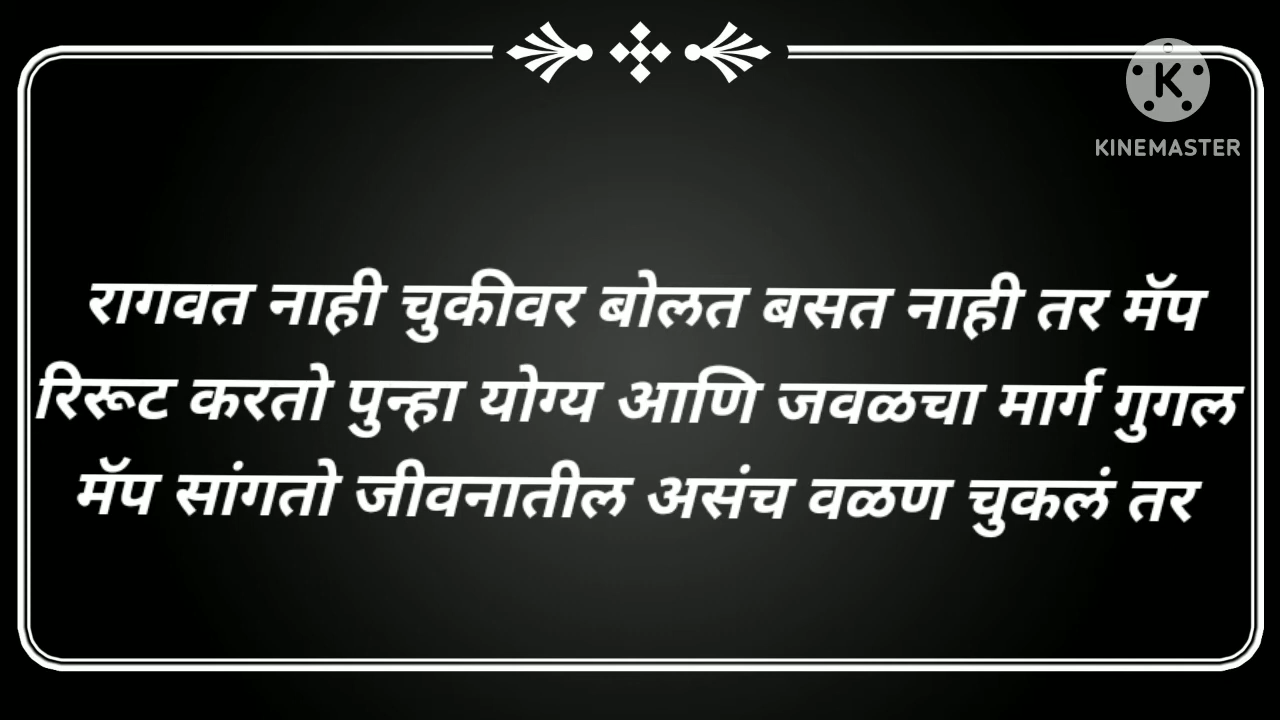 KINEMASTER
रागवत नाही चुकीवर बोलत बसत नाही तर मॅप
रिरूट करतो पुन्हा योग्य आणि जवळचा मार्ग गुगल
मॅप सांगतो जीवनातील असंच वळण चुकलं तर